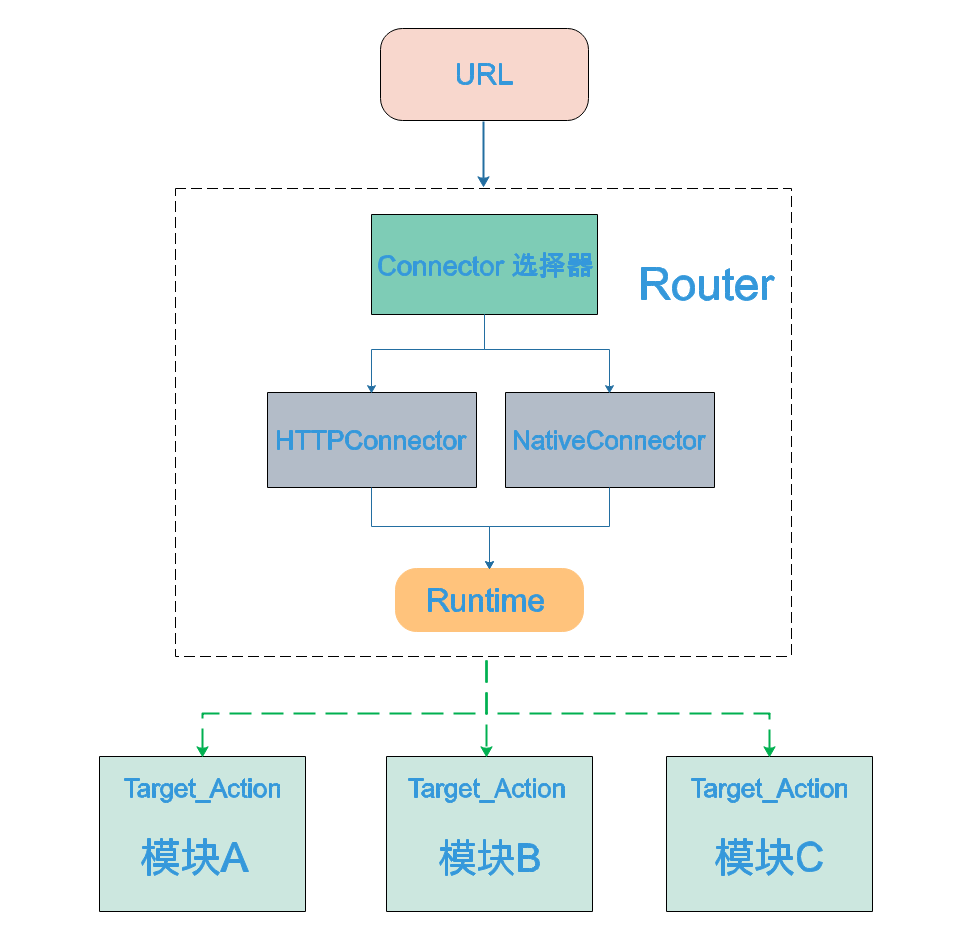 URL
Connector 选择器
Router
HTTPConnector
NativeConnector
Runtime
Target_Action
模块A
Target_Action
模块B
Target_Action
模块C